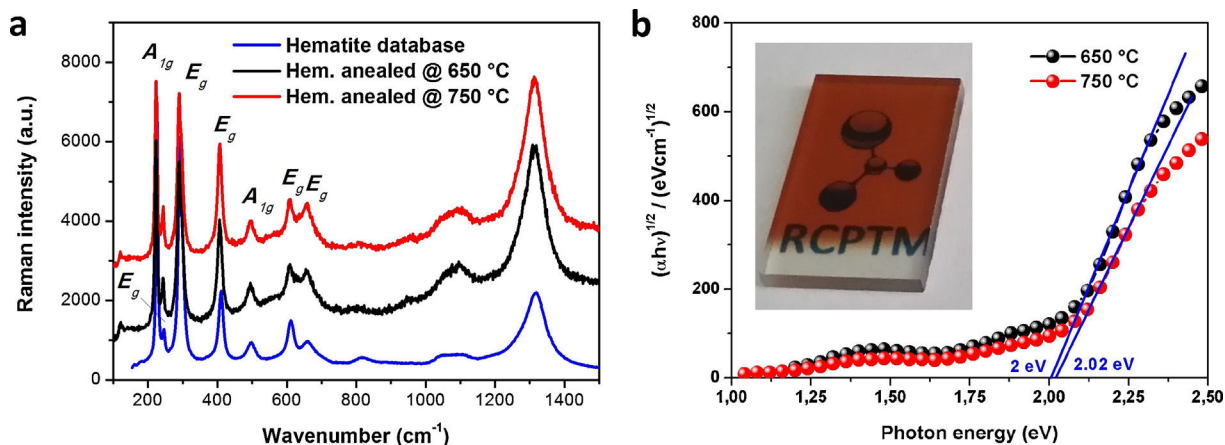 a
Raman intensity (a.u.)
8000
6000
4000
2000
0
A1g
Eg
Eg
A1g
Eg
Eg
Eg
Hematite database
Hem. anealed @ 650 °C
Hem. anealed @ 750 °C
200 400 600 800 1000 1200 1400
Wavenumber (cm-1)
b
(αhν)1/2 / (eVcm-1)1/2
800
600
400
200
0
RCPTM
650 °C
750 °C
2 eV
2.02 eV
1,00 1,25 1,50 1,75 2,00 2,25 2,50
Photon energy (eV)